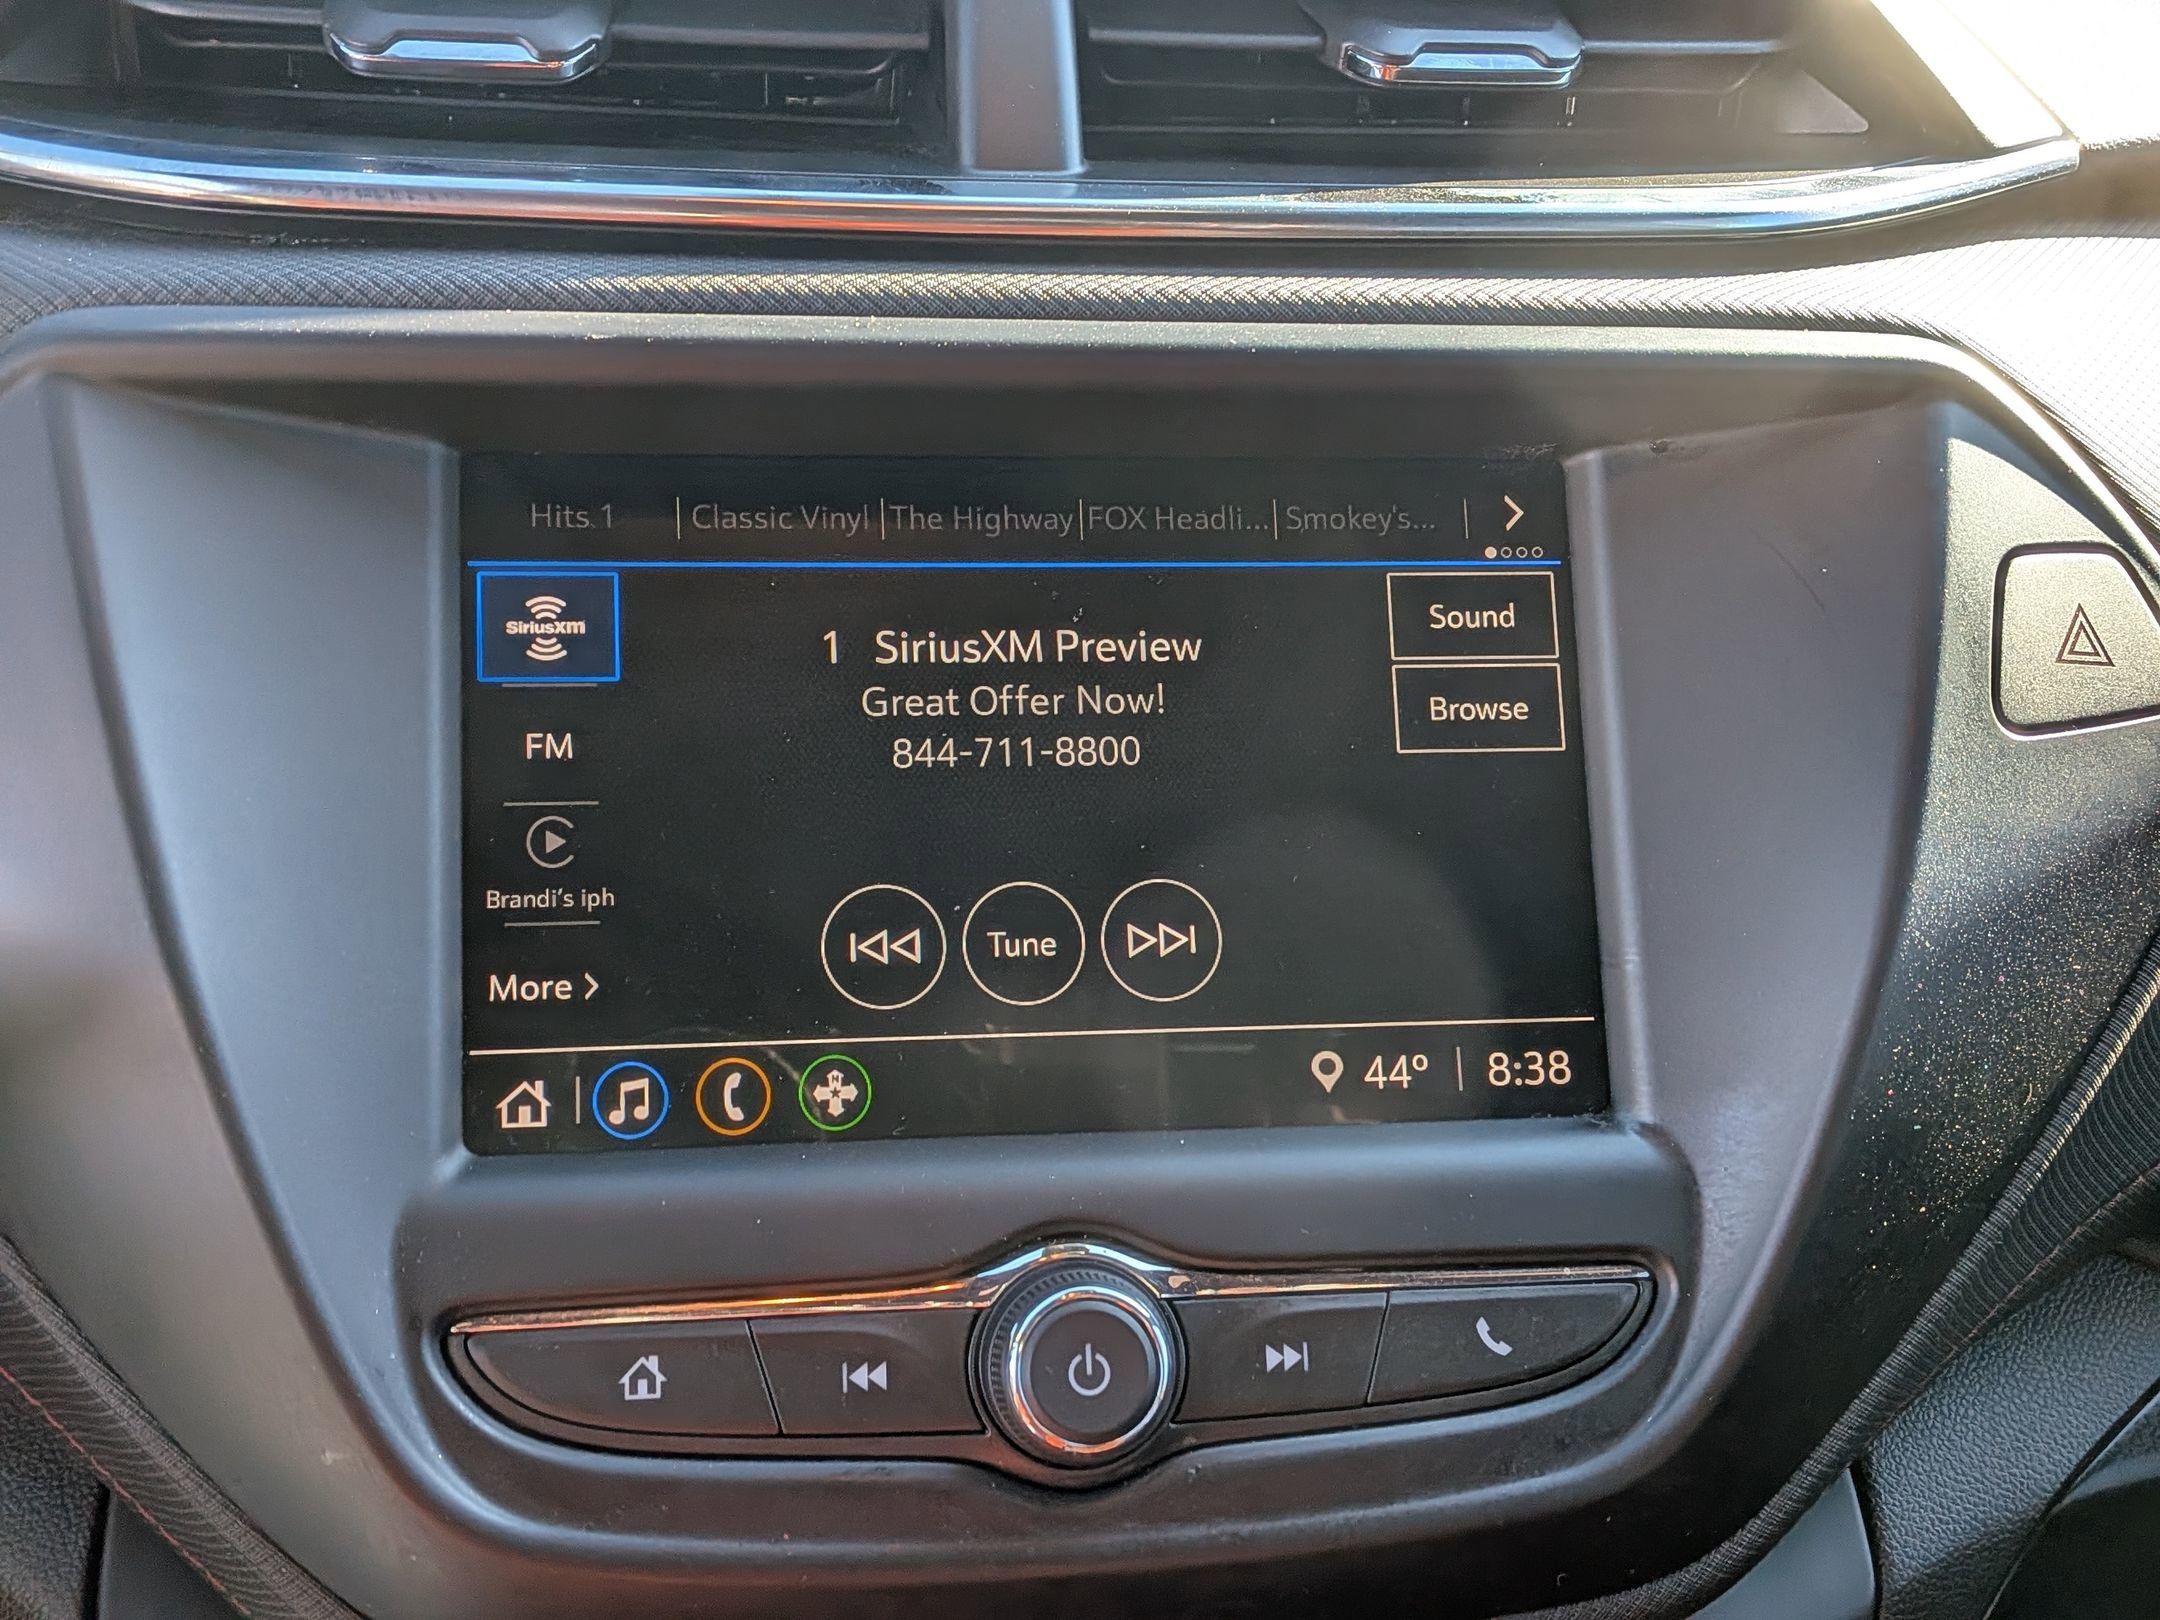 Hits 1 | Classic Vinyl | The Highway | FOX Headli... | Smokey's... |
SiriusXM
1 SiriusXM Preview
Great Offer Now!
844-711-8800
Sound
Browse
FM
Brandi's iph
More >
Tune
N
44° | 8:38